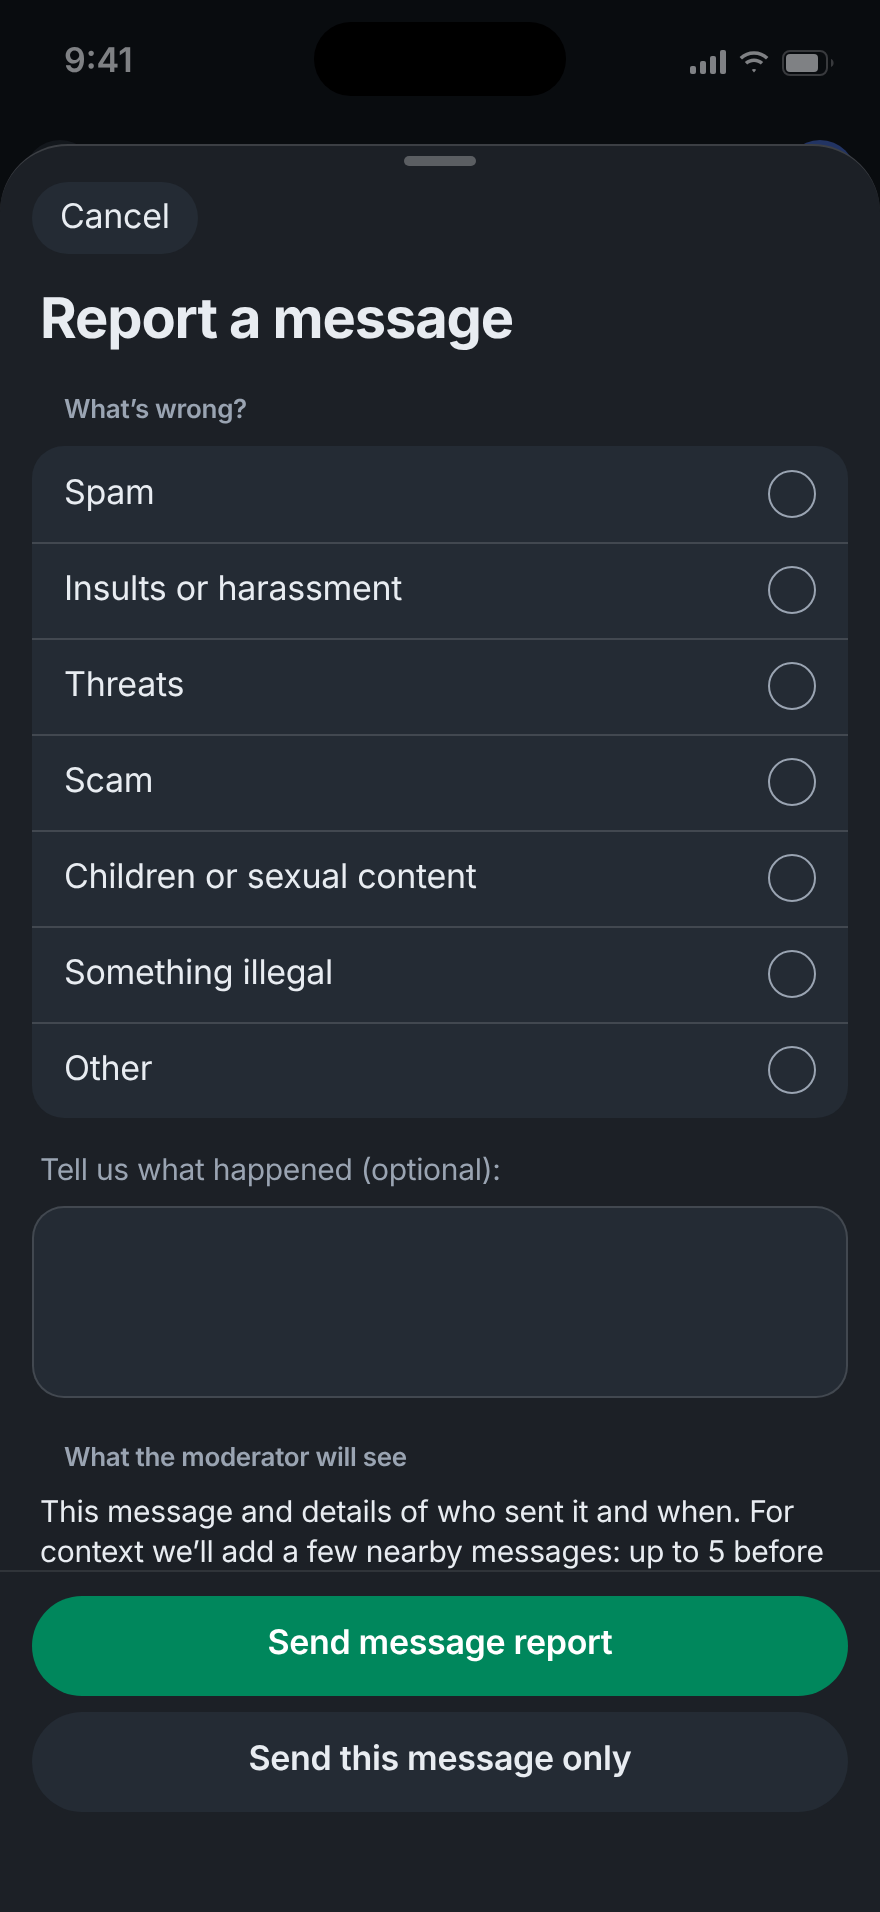 9:41
Cancel
Report a message
What’s wrong?
Spam
Insults or harassment
Threats
Scam
Children or sexual content
Something illegal
Other
Tell us what happened (optional):
What the moderator will see
This message and details of who sent it and when. For
context we’ll add a few nearby messages: up to 5 before
Send message report
Send this message only